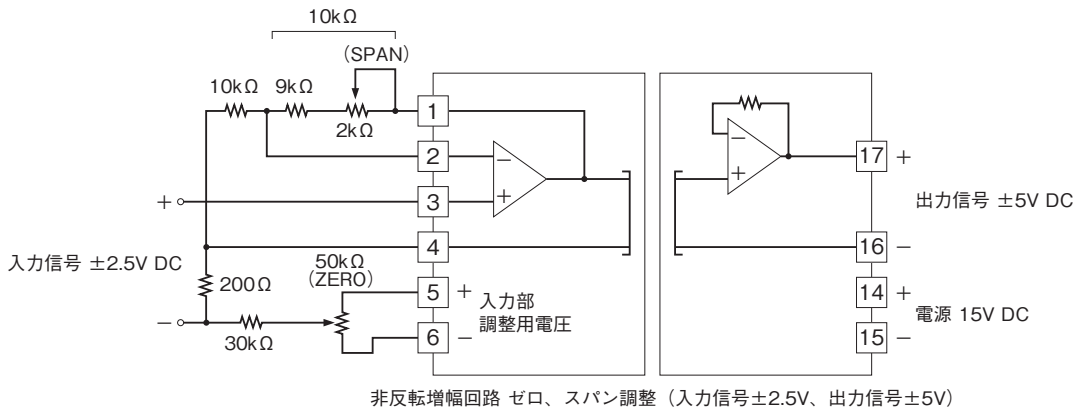 10kΩ
(SPAN)
10kΩ 9kΩ
2kΩ
1
2
3
4
5
6
+
入力信号 ±2.5V DC
−
200Ω
30kΩ
50kΩ
(ZERO)
+
−
入力部
調整用電圧
−
+
−
+
17 +
出力信号 ±5V DC
16 −
14 +
電源 15V DC
15 −
非反転増幅回路 ゼロ、スパン調整（入力信号±2.5V、出力信号±5V）